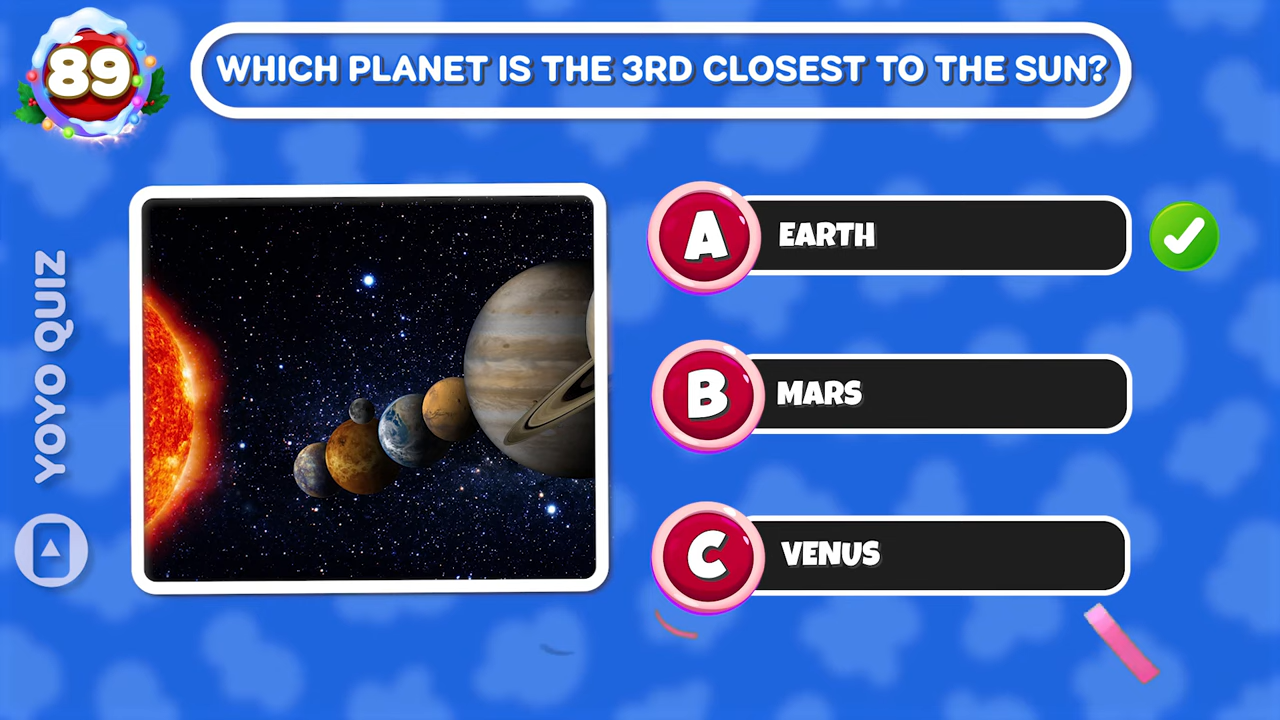 89
WHICH PLANET IS THE 3RD CLOSEST TO THE SUN?
YOYO QUIZ
A EARTH
B MARS
C VENUS